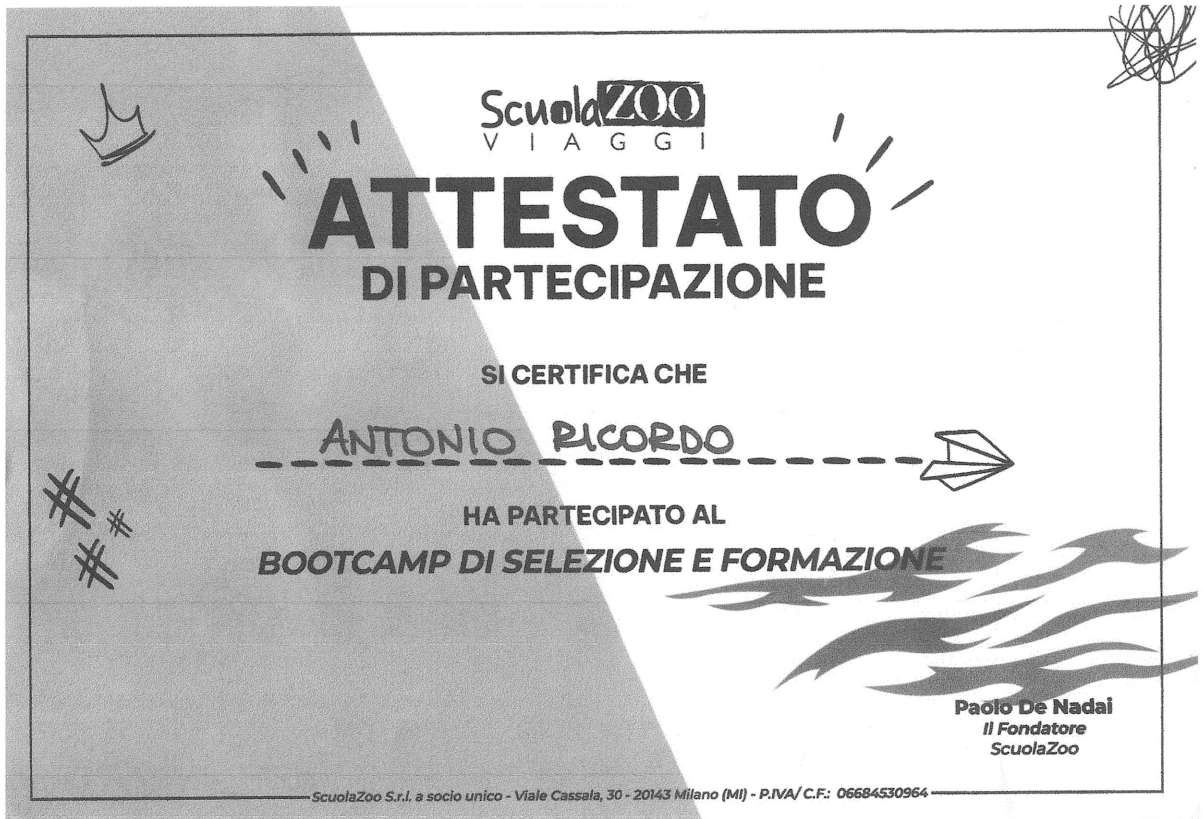 ScuolaZOO
VIAGGI
ATTESTATO
DI PARTECIPAZIONE
SI CERTIFICA CHE
ANTONIO RICORDO
HA PARTECIPATO AL
BOOTCAMP DI SELEZIONE E FORMAZIONE
Paolo De Nadai
Il Fondatore
ScuolaZoo
ScuolaZoo S.r.l. a socio unico - Viale Cassala, 30 - 20143 Milano (MI) - P.IVA/ C.F.: 06684530964